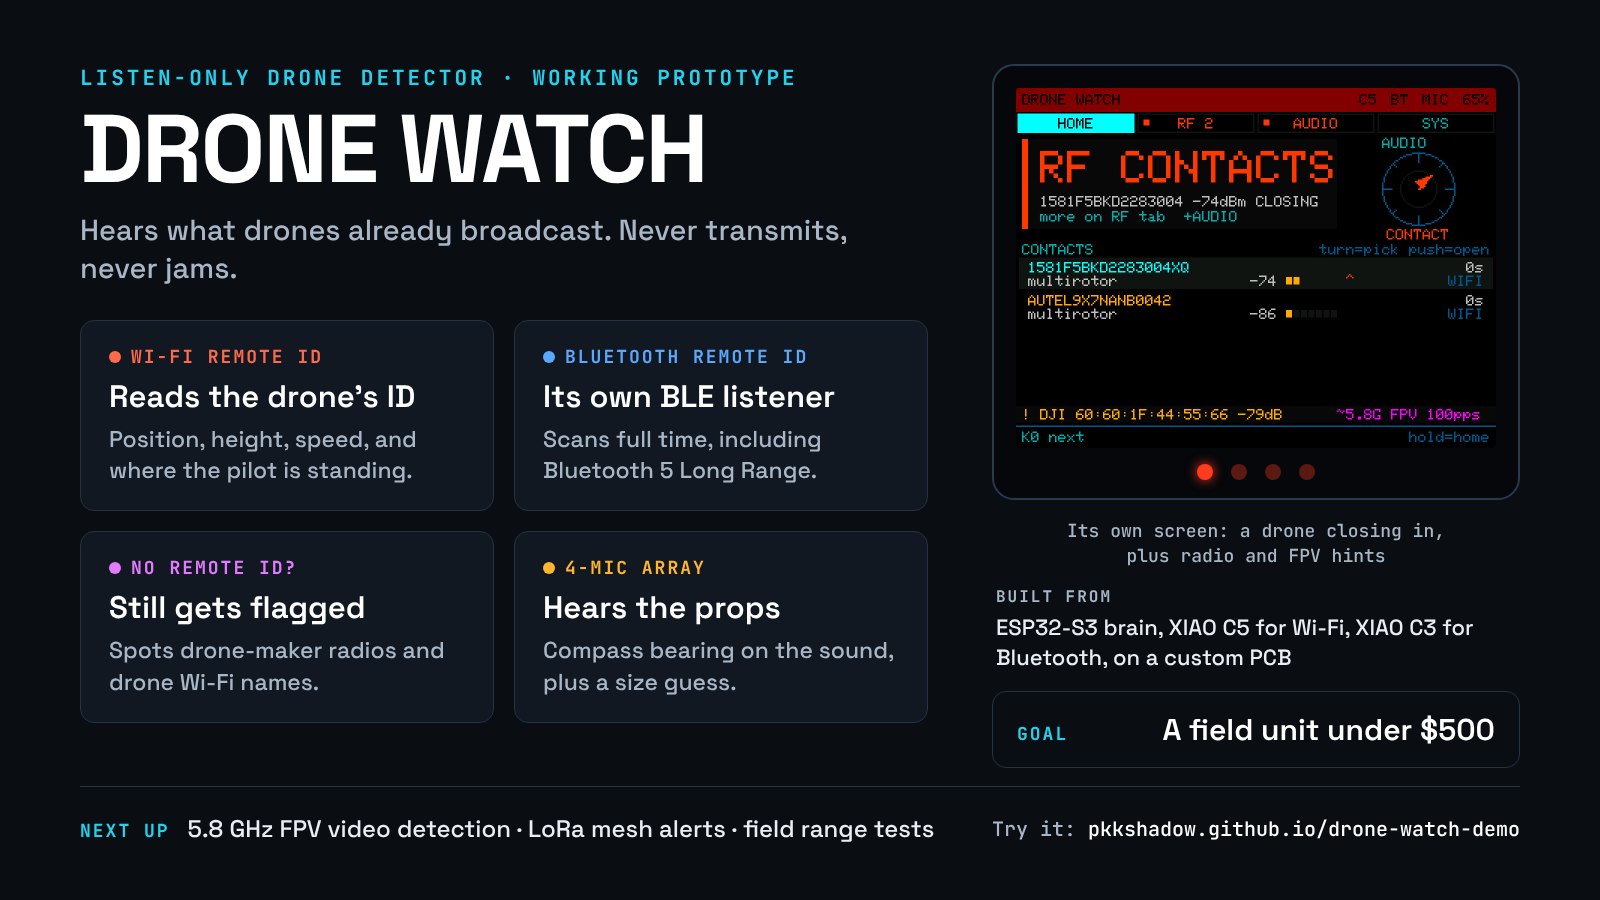 LISTEN-ONLY DRONE DETECTOR · WORKING PROTOTYPE
DRONE WATCH
Hears what drones already broadcast. Never transmits,
never jams.
WI-FI REMOTE ID
Reads the drone's ID
Position, height, speed, and
where the pilot is standing.
BLUETOOTH REMOTE ID
Its own BLE listener
Scans full time, including
Bluetooth 5 Long Range.
NO REMOTE ID?
Still gets flagged
Spots drone-maker radios and
drone Wi-Fi names.
4-MIC ARRAY
Hears the props
Compass bearing on the sound,
plus a size guess.
DRONE WATCH C5 BT MIC 65%
HOME RF 2 AUDIO SYS
RF CONTACTS
1581F5BKD2283004 -74dBm CLOSING
more on RF tab +AUDIO
AUDIO
CONTACT
CONTACTS turn=pick push=open
1581F5BKD2283004XQ 0s
multirotor -74 ^ WIFI
AUTEL9X7NANB0042 0s
multirotor -86 WIFI
! DJI 60:60:1F:44:55:66 -79dB ~5.8G FPV 100pps
K0 next hold=home
Its own screen: a drone closing in,
plus radio and FPV hints
BUILT FROM
ESP32-S3 brain, XIAO C5 for Wi-Fi, XIAO C3 for
Bluetooth, on a custom PCB
GOAL A field unit under $500
NEXT UP 5.8 GHz FPV video detection · LoRa mesh alerts · field range tests
Try it: pkkshadow.github.io/drone-watch-demo